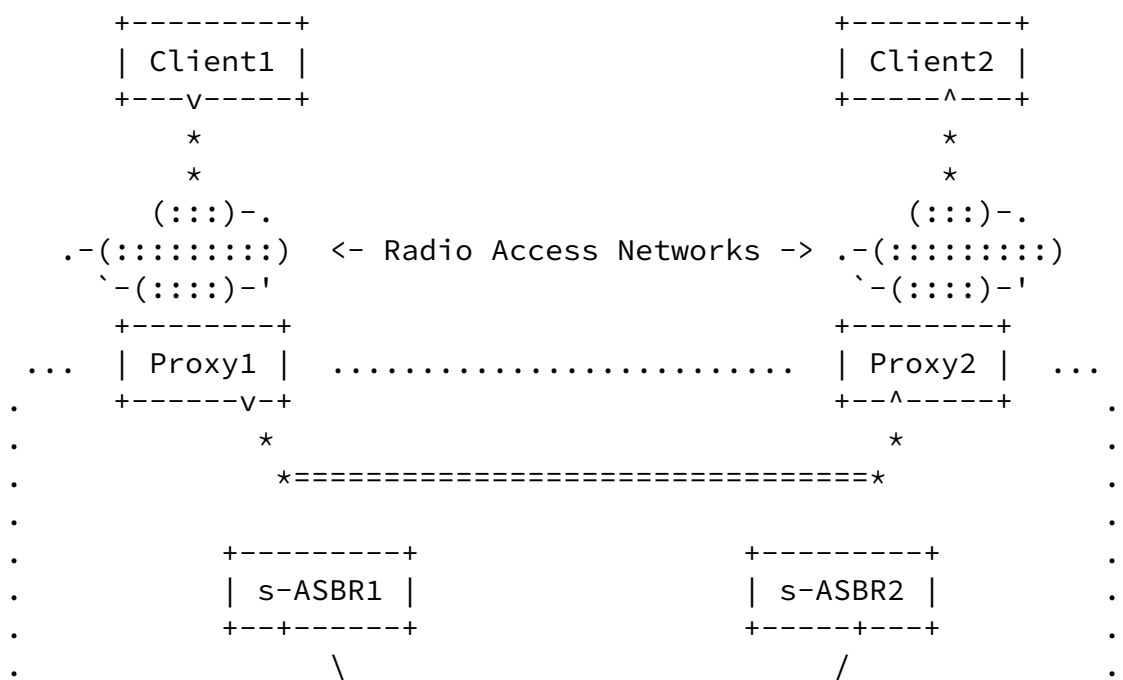 +---------+                              +---------+
      | Client1 |                              | Client2 |
      +---v-----+                              +-----^---+
          *                                          *
          *                                          *
        (:::)-.                                    (:::)-.
   .-(:::::::::)  <- Radio Access Networks -> .-(:::::::::)
     `-(::::)-'                                `-(::::)-'
      +--------+                               +--------+
 ...  | Proxy1 |  ..........................  | Proxy2 |  ...
.     +------v-+                               +--^-----+     .
.              *                                  *           .
.               *================================*            .
.                                                             .
.            +---------+                  +---------+         .
.            | s-ASBR1 |                  | s-ASBR2 |         .
.            +--+------+                  +-----+---+         .
.                  \                           /              .